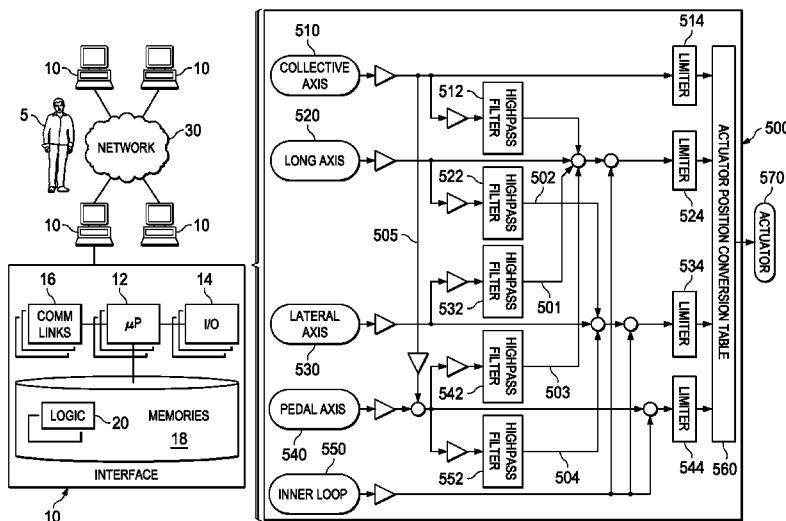 10
10
5
NETWORK
30
10
10
16
12
14
COMM
LINKS
µP
I/O
LOGIC
20
MEMORIES
18
INTERFACE
10
510
COLLECTIVE
AXIS
512
HIGHPASS
FILTER
514
LIMITER
520
LONG AXIS
522
HIGHPASS
FILTER
502
524
LIMITER
505
532
HIGHPASS
FILTER
501
LATERAL
AXIS
530
534
LIMITER
542
HIGHPASS
FILTER
503
PEDAL AXIS
540
544
LIMITER
552
HIGHPASS
FILTER
504
550
INNER LOOP
ACTUATOR POSITION CONVERSION TABLE
560
500
570
ACTUATOR